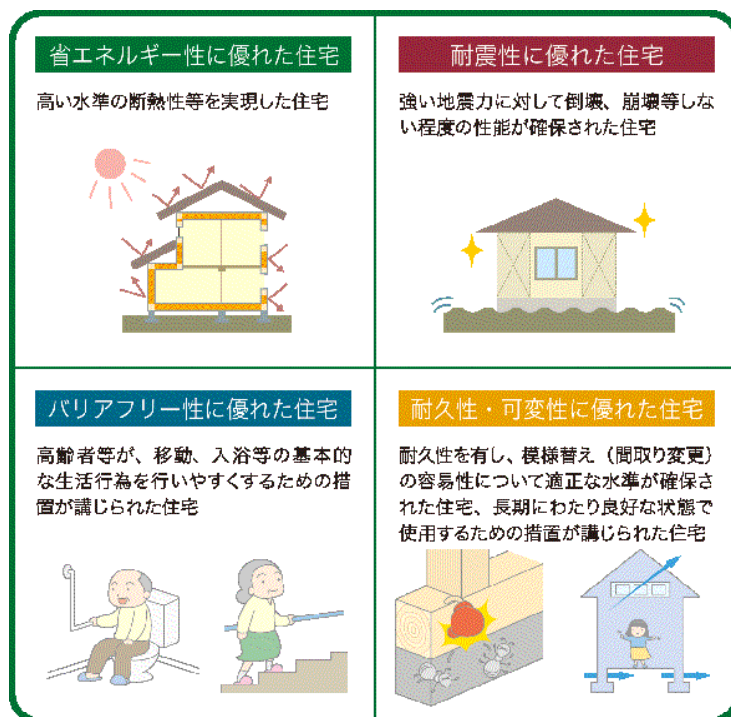 省エネルギー性に優れた住宅
高い水準の断熱性等を実現した住宅
耐震性に優れた住宅
強い地震力に対して倒壊、崩壊等しな
い程度の性能が確保された住宅
バリアフリー性に優れた住宅
高齢者等が、移動、入浴等の基本的
な生活行為を行いやすくするための措
置が講じられた住宅
耐久性・可変性に優れた住宅
耐久性を有し、模様替え（間取り変更）
の容易性について適正な水準が確保さ
れた住宅、長期にわたり良好な状態で
使用するための措置が講じられた住宅